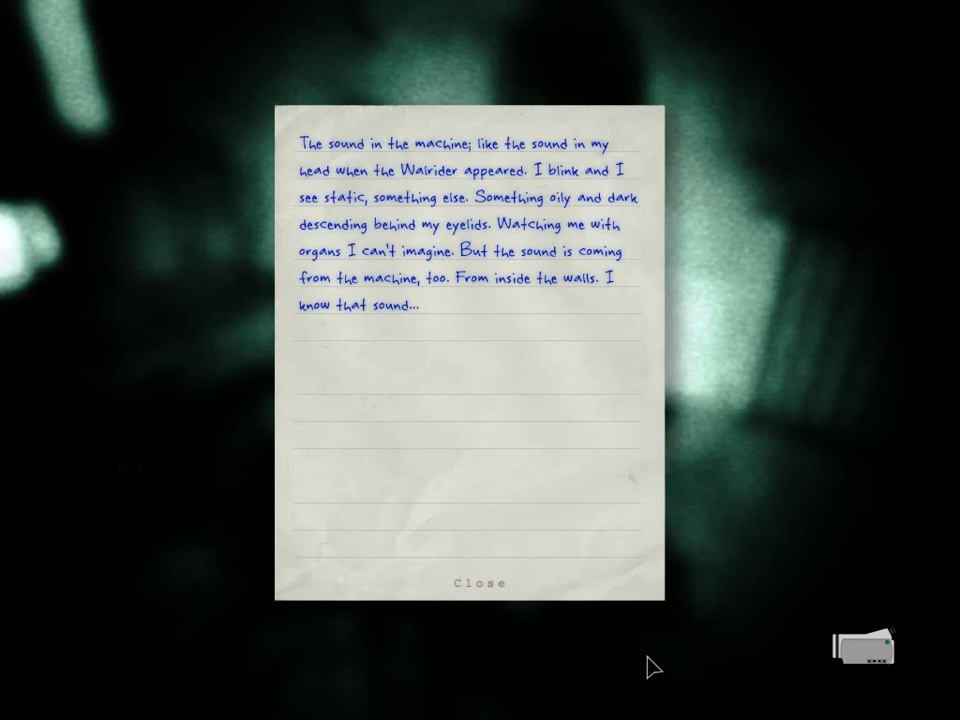 The sound in the machine; like the sound in my
head when the Walrider appeared. I blink and I
see static, something else. Something oily and dark
descending behind my eyelids. Watching me with
organs I can't imagine. But the sound is coming
from the machine, too. From inside the walls. I
know that sound...
Close